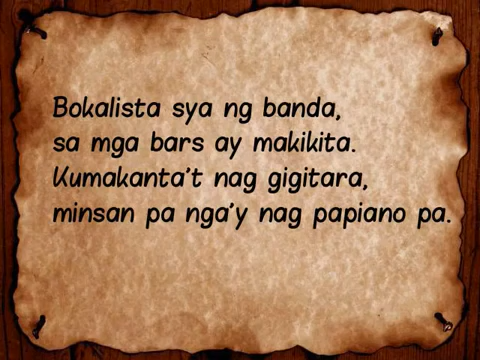 Bokalista sya ng banda,
sa mga bars ay makikita.
Kumakanta't nag gigitara,
minsan pa nga'y nag papiano pa.